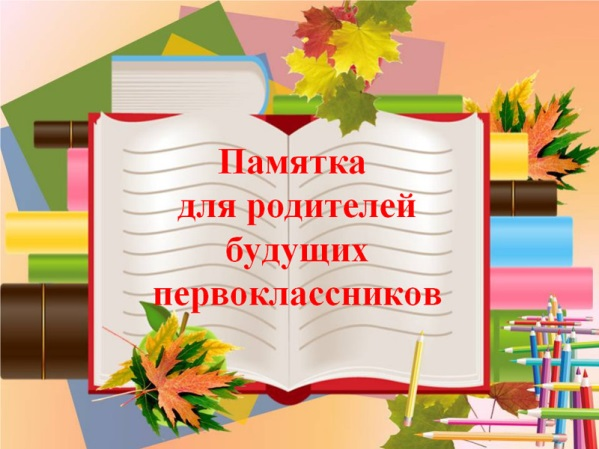 Памятка
для родителей
будущих
первоклассников